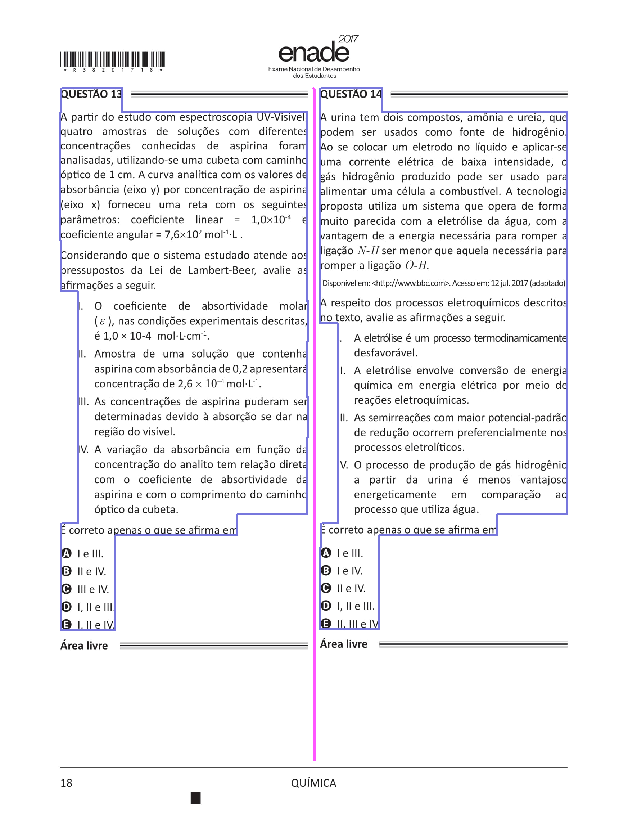 *R3820171B*
enade 2017
Exame Nacional de Desempenho
dos Estudantes
QUESTÃO 13
A partir do estudo com espectroscopia UV-Visível
quatro amostras de soluções com diferentes
concentrações conhecidas de aspirina foram
analisadas, utilizando-se uma cubeta com caminho
óptico de 1 cm. A curva analítica com os valores de
absorbância (eixo y) por concentração de aspirina
(eixo x) forneceu uma reta com os seguintes
parâmetros: coeficiente linear = 1,0×10⁻⁴ e
coeficiente angular = 7,6×10² mol⁻¹·L .
Considerando que o sistema estudado atende aos
pressupostos da Lei de Lambert-Beer, avalie as
afirmações a seguir.
I. O coeficiente de absortividade molar
(ε), nas condições experimentais descritas,
é 1,0 × 10-4 mol·L·cm⁻¹.
II. Amostra de uma solução que contenha
aspirina com absorbância de 0,2 apresentará
concentração de 2,6 × 10⁻⁴ mol·L⁻¹.
III. As concentrações de aspirina puderam ser
determinadas devido à absorção se dar na
região do visível.
IV. A variação da absorbância em função da
concentração do analito tem relação direta
com o coeficiente de absortividade da
aspirina e com o comprimento do caminho
óptico da cubeta.
É correto apenas o que se afirma em
A I e III.
B II e IV.
C III e IV.
D I, II e III.
E I, II e IV.
Área livre
QUESTÃO 14
A urina tem dois compostos, amônia e ureia, que
podem ser usados como fonte de hidrogênio.
Ao se colocar um eletrodo no líquido e aplicar-se
uma corrente elétrica de baixa intensidade, o
gás hidrogênio produzido pode ser usado para
alimentar uma célula a combustível. A tecnologia
proposta utiliza um sistema que opera de forma
muito parecida com a eletrólise da água, com a
vantagem de a energia necessária para romper a
ligação N-H ser menor que aquela necessária para
romper a ligação O-H.
Disponível em: <http://www.bbc.com>. Acesso em: 12 jul. 2017 (adaptado)
A respeito dos processos eletroquímicos descritos
no texto, avalie as afirmações a seguir.
I. A eletrólise é um processo termodinamicamente
desfavorável.
II. A eletrólise envolve conversão de energia
química em energia elétrica por meio de
reações eletroquímicas.
III. As semirreações com maior potencial-padrão
de redução ocorrem preferencialmente nos
processos eletrolíticos.
IV. O processo de produção de gás hidrogênio
a partir da urina é menos vantajoso
energeticamente em comparação ao
processo que utiliza água.
É correto apenas o que se afirma em
A I e III.
B I e IV.
C II e IV.
D I, II e III.
E II, III e IV
Área livre
18
QUÍMICA